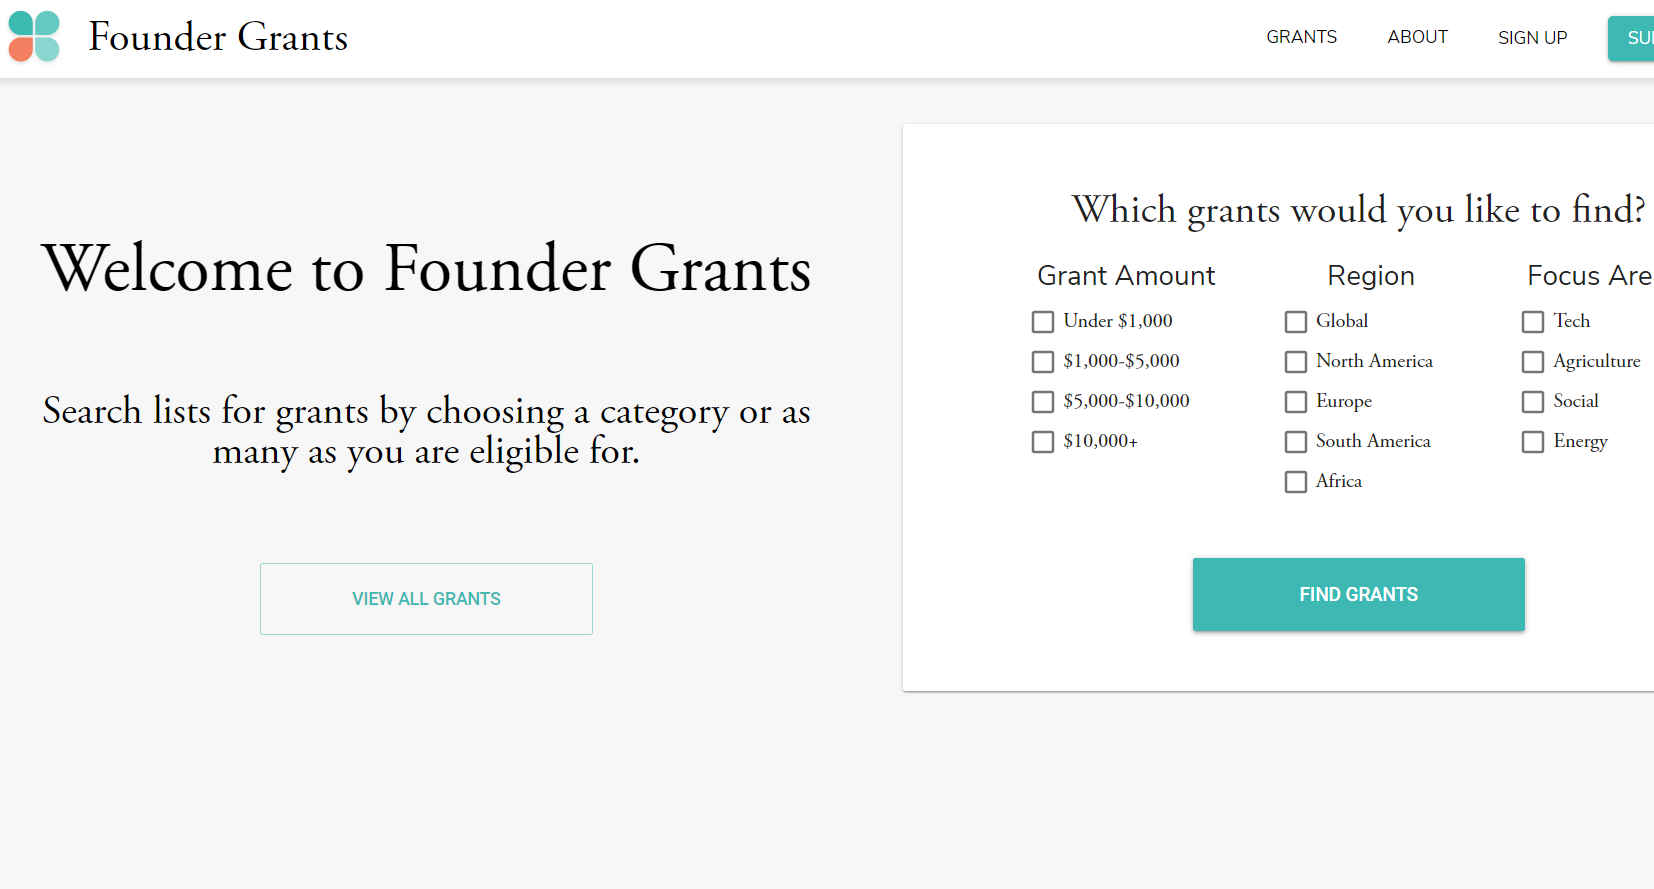 Founder Grants
GRANTS
ABOUT
SIGN UP
Welcome to Founder Grants
Search lists for grants by choosing a category or as
many as you are eligible for.
VIEW ALL GRANTS
Which grants would you like to find?
Grant Amount
Under $1,000
$1,000-$5,000
$5,000-$10,000
$10,000+
Region
Global
North America
Europe
South America
Africa
Focus Are
Tech
Agriculture
Social
Energy
FIND GRANTS